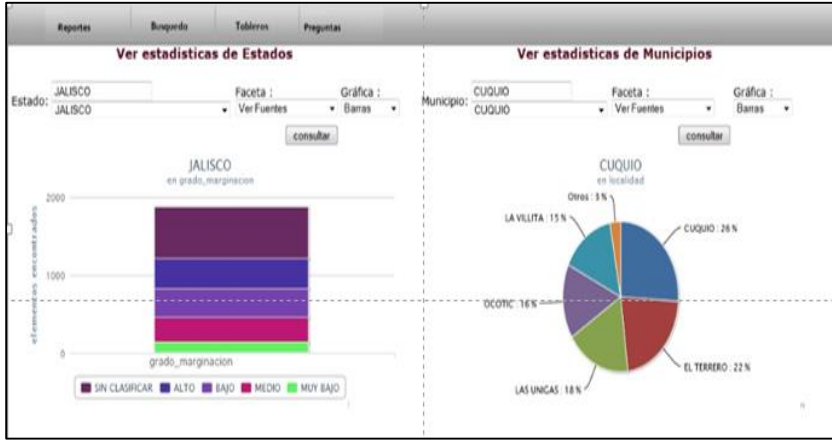 Reportes Busqueda Tableros Preguntas
Ver estadisticas de Estados
Estado: JALISCO
JALISCO
Faceta :
Ver Fuentes
Gráfica :
Barras
consultar
JALISCO
en grado_marginacion
elementos encontrados
2000
1000
0
grado_marginacion
SIN CLASIFICAR ALTO BAJO MEDIO MUY BAJO
Ver estadisticas de Municipios
Municipio: CUQUIO
CUQUIO
Faceta :
Ver Fuentes
Gráfica :
Barras
consultar
CUQUIO
en localidad
Otros : 3 %
LA VILLITA : 15 %
CUQUIO : 26 %
OCOTIC : 16 %
EL TERRERO : 22 %
LAS UNIGAS : 18 %